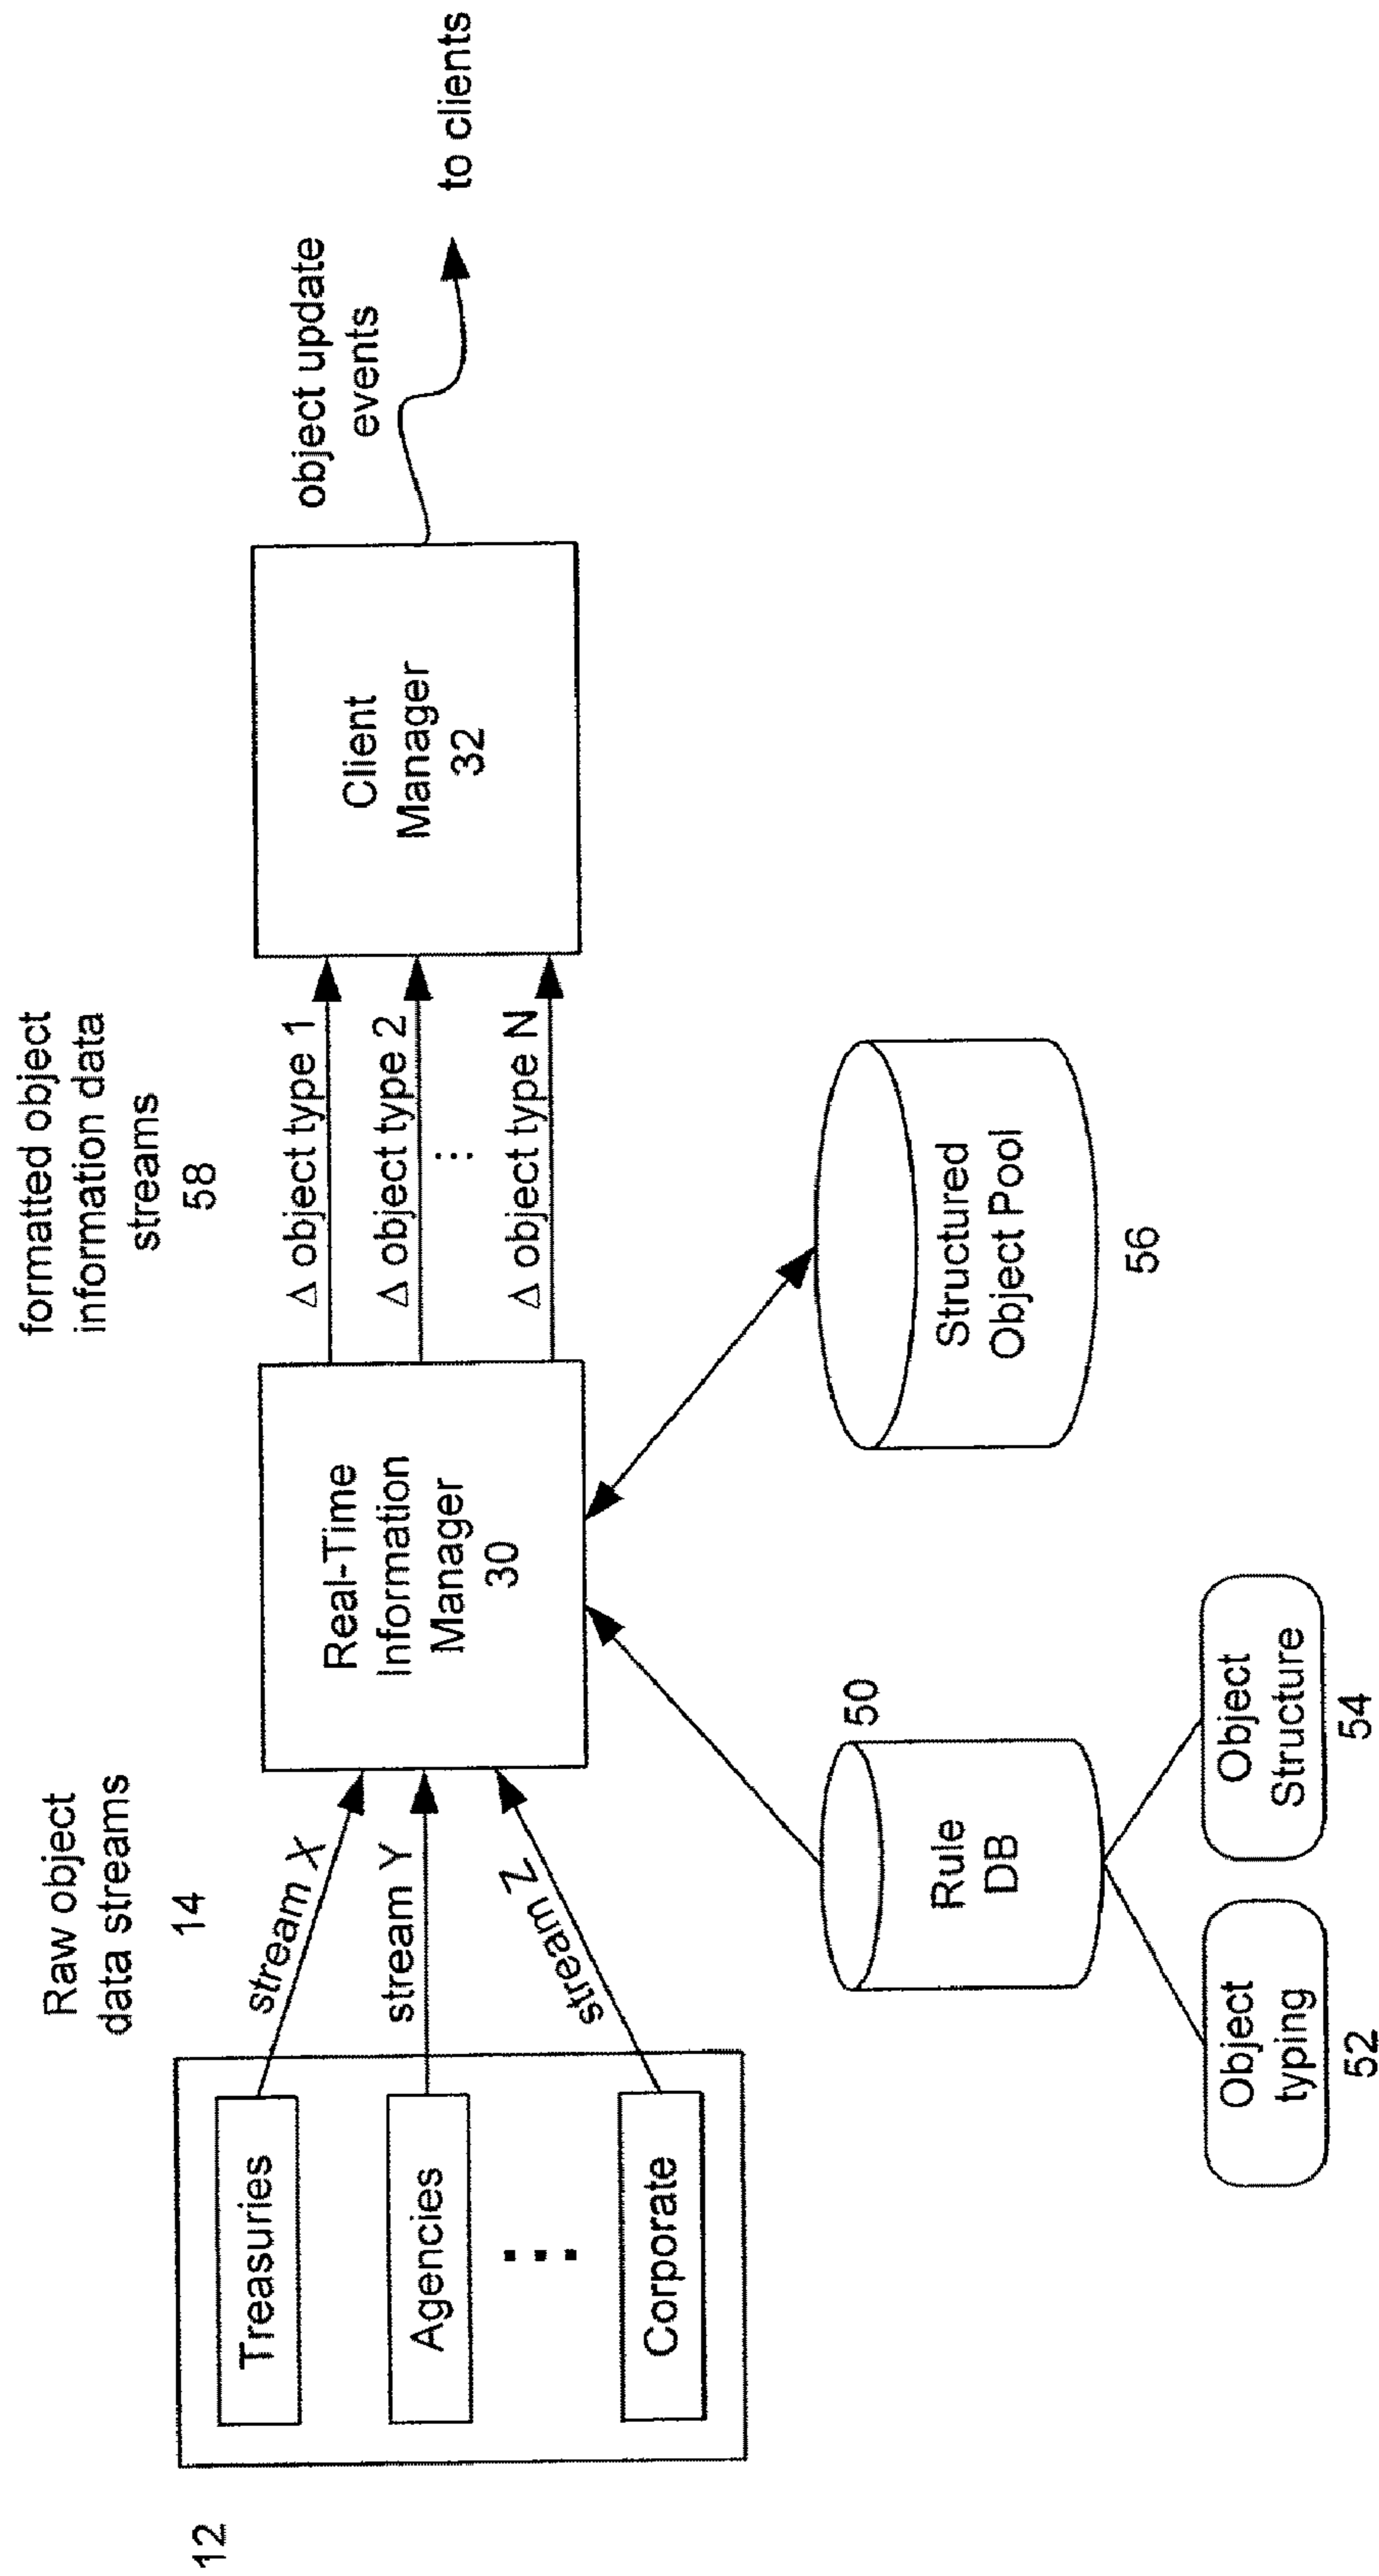 Raw object
data streams
14
formatted object
information data
streams
58
12
Treasuries
Agencies
Corporate
stream X
stream Y
stream Z
Real-Time
Information
Manager
30
Δ object type 1
Δ object type 2
Δ object type N
Client
Manager
32
object update
events
to clients
Rule
DB
50
Object
typing
52
Object
Structure
54
Structured
Object Pool
56